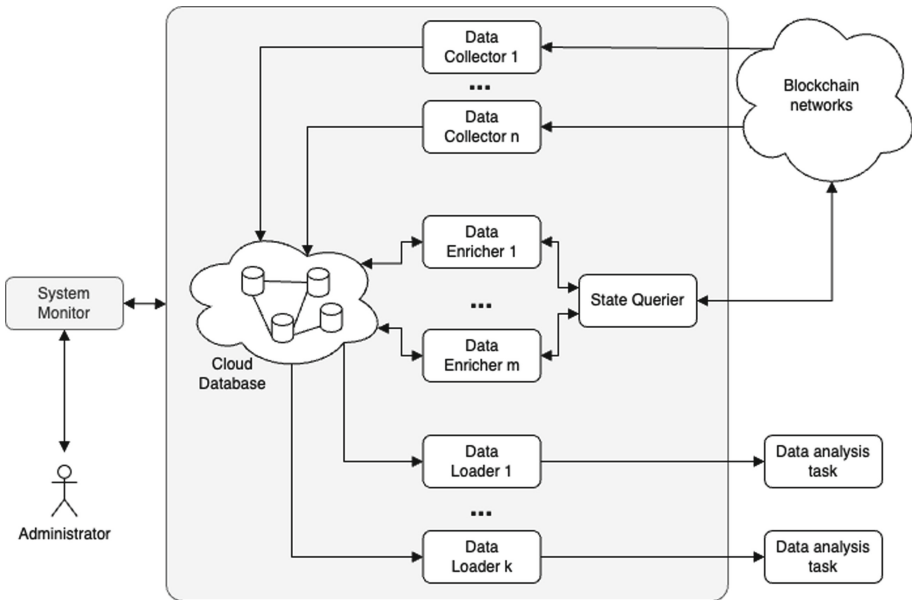 Data
Collector 1
...
Data
Collector n
Blockchain
networks
Data
Enricher 1
...
Data
Enricher m
State Querier
System
Monitor
Cloud
Database
Administrator
Data
Loader 1
...
Data
Loader k
Data analysis
task
Data analysis
task